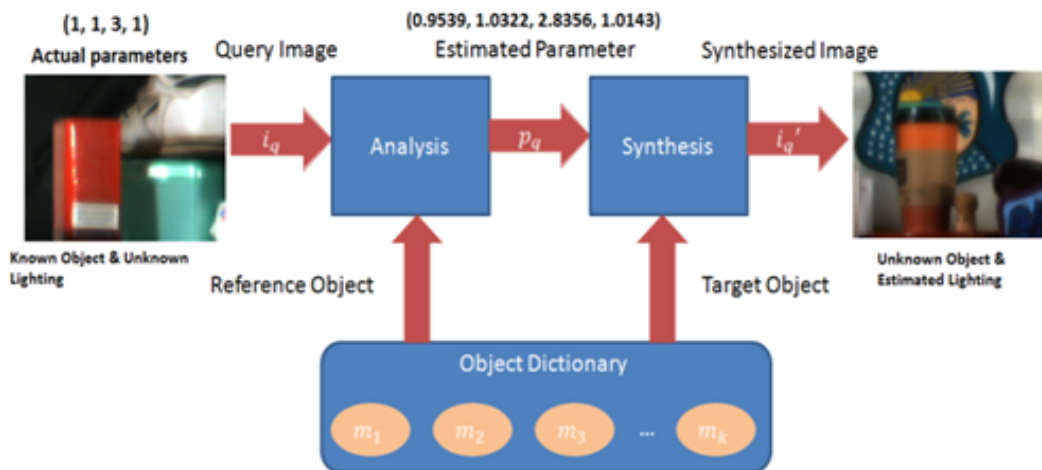 (1, 1, 3, 1)
Actual parameters
Query Image
(0.9539, 1.0322, 2.8356, 1.0143)
Estimated Parameter
Synthesized Image
i_q
Analysis
p_q
Synthesis
i_q'
Known Object & Unknown
Lighting
Unknown Object &
Estimated Lighting
Reference Object
Target Object
Object Dictionary
m_1
m_2
m_3
...
m_k